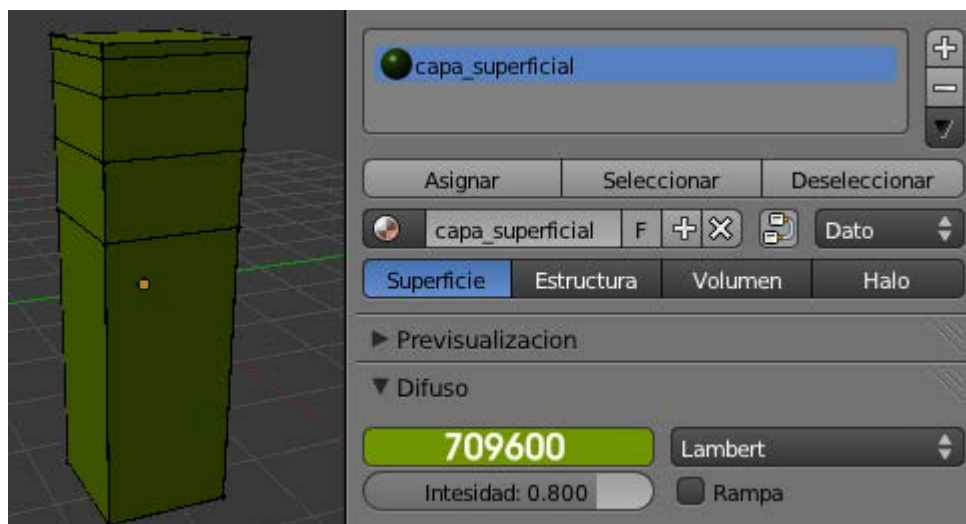 capa_superficial
Asignar Seleccionar Deseleccionar
capa_superficial F Dato
Superficie Estructura Volumen Halo
Previsualizacion
Difuso
709600 Lambert
Intesidad: 0.800 Rampa